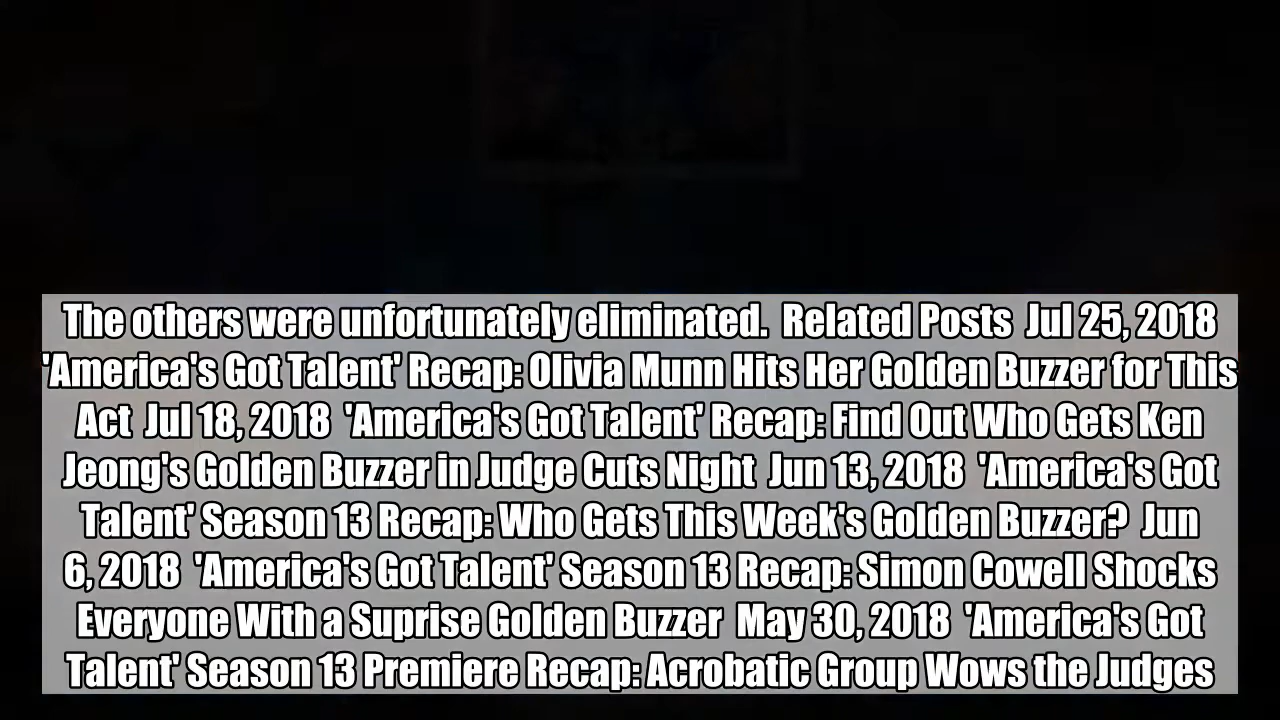 The others were unfortunately eliminated.  Related Posts  Jul 25, 2018
'America's Got Talent' Recap: Olivia Munn Hits Her Golden Buzzer for This
Act  Jul 18, 2018  'America's Got Talent' Recap: Find Out Who Gets Ken
Jeong's Golden Buzzer in Judge Cuts Night  Jun 13, 2018  'America's Got
Talent' Season 13 Recap: Who Gets This Week's Golden Buzzer?  Jun
6, 2018  'America's Got Talent' Season 13 Recap: Simon Cowell Shocks
Everyone With a Suprise Golden Buzzer  May 30, 2018  'America's Got
Talent' Season 13 Premiere Recap: Acrobatic Group Wows the Judges